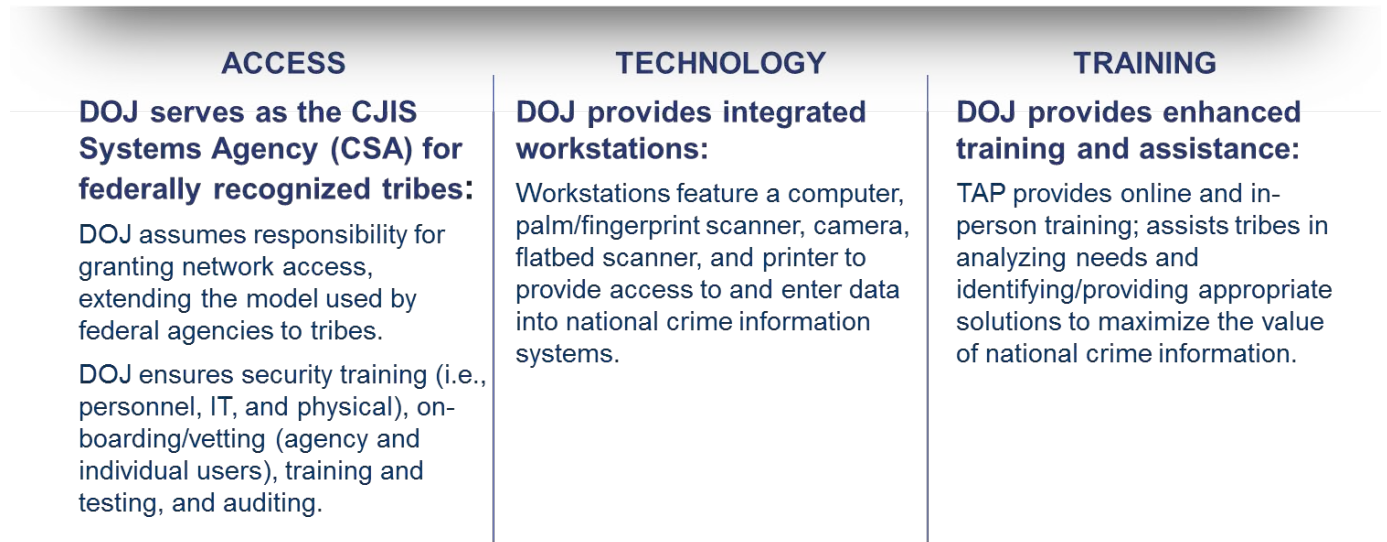 ACCESS
DOJ serves as the CJIS
Systems Agency (CSA) for
federally recognized tribes:
DOJ assumes responsibility for
granting network access,
extending the model used by
federal agencies to tribes.
DOJ ensures security training (i.e.,
personnel, IT, and physical), on-
boarding/vetting (agency and
individual users), training and
testing, and auditing.
TECHNOLOGY
DOJ provides integrated
workstations:
Workstations feature a computer,
palm/fingerprint scanner, camera,
flatbed scanner, and printer to
provide access to and enter data
into national crime information
systems.
TRAINING
DOJ provides enhanced
training and assistance:
TAP provides online and in-
person training; assists tribes in
analyzing needs and
identifying/providing appropriate
solutions to maximize the value
of national crime information.